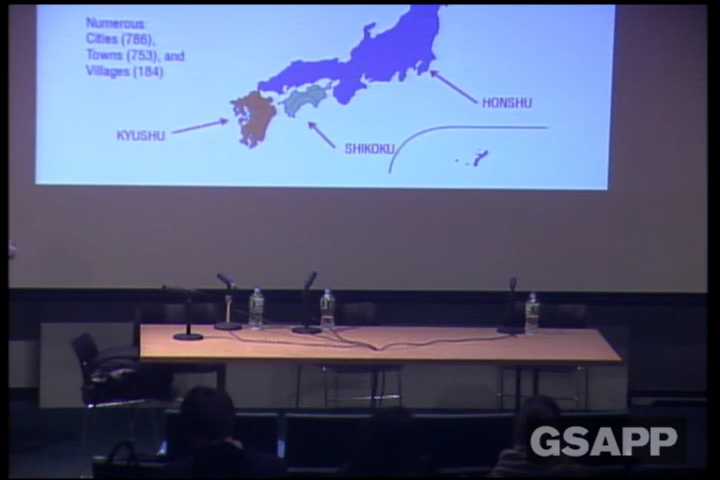 Numerous
Cities (786),
Towns (753), and
Villages (184)
HONSHU
KYUSHU
SHIKOKU
GSAPP